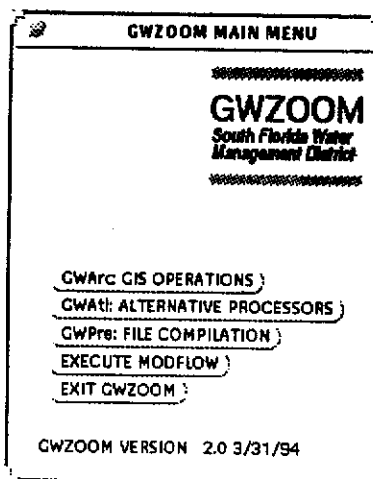 GWZOOM MAIN MENU
GWZOOM
South Florida Water
Management District
GWArc GIS OPERATIONS
GWAtl: ALTERNATIVE PROCESSORS
GWPre: FILE COMPILATION
EXECUTE MODFLOW
EXIT GWZOOM
GWZOOM VERSION 2.0 3/31/94